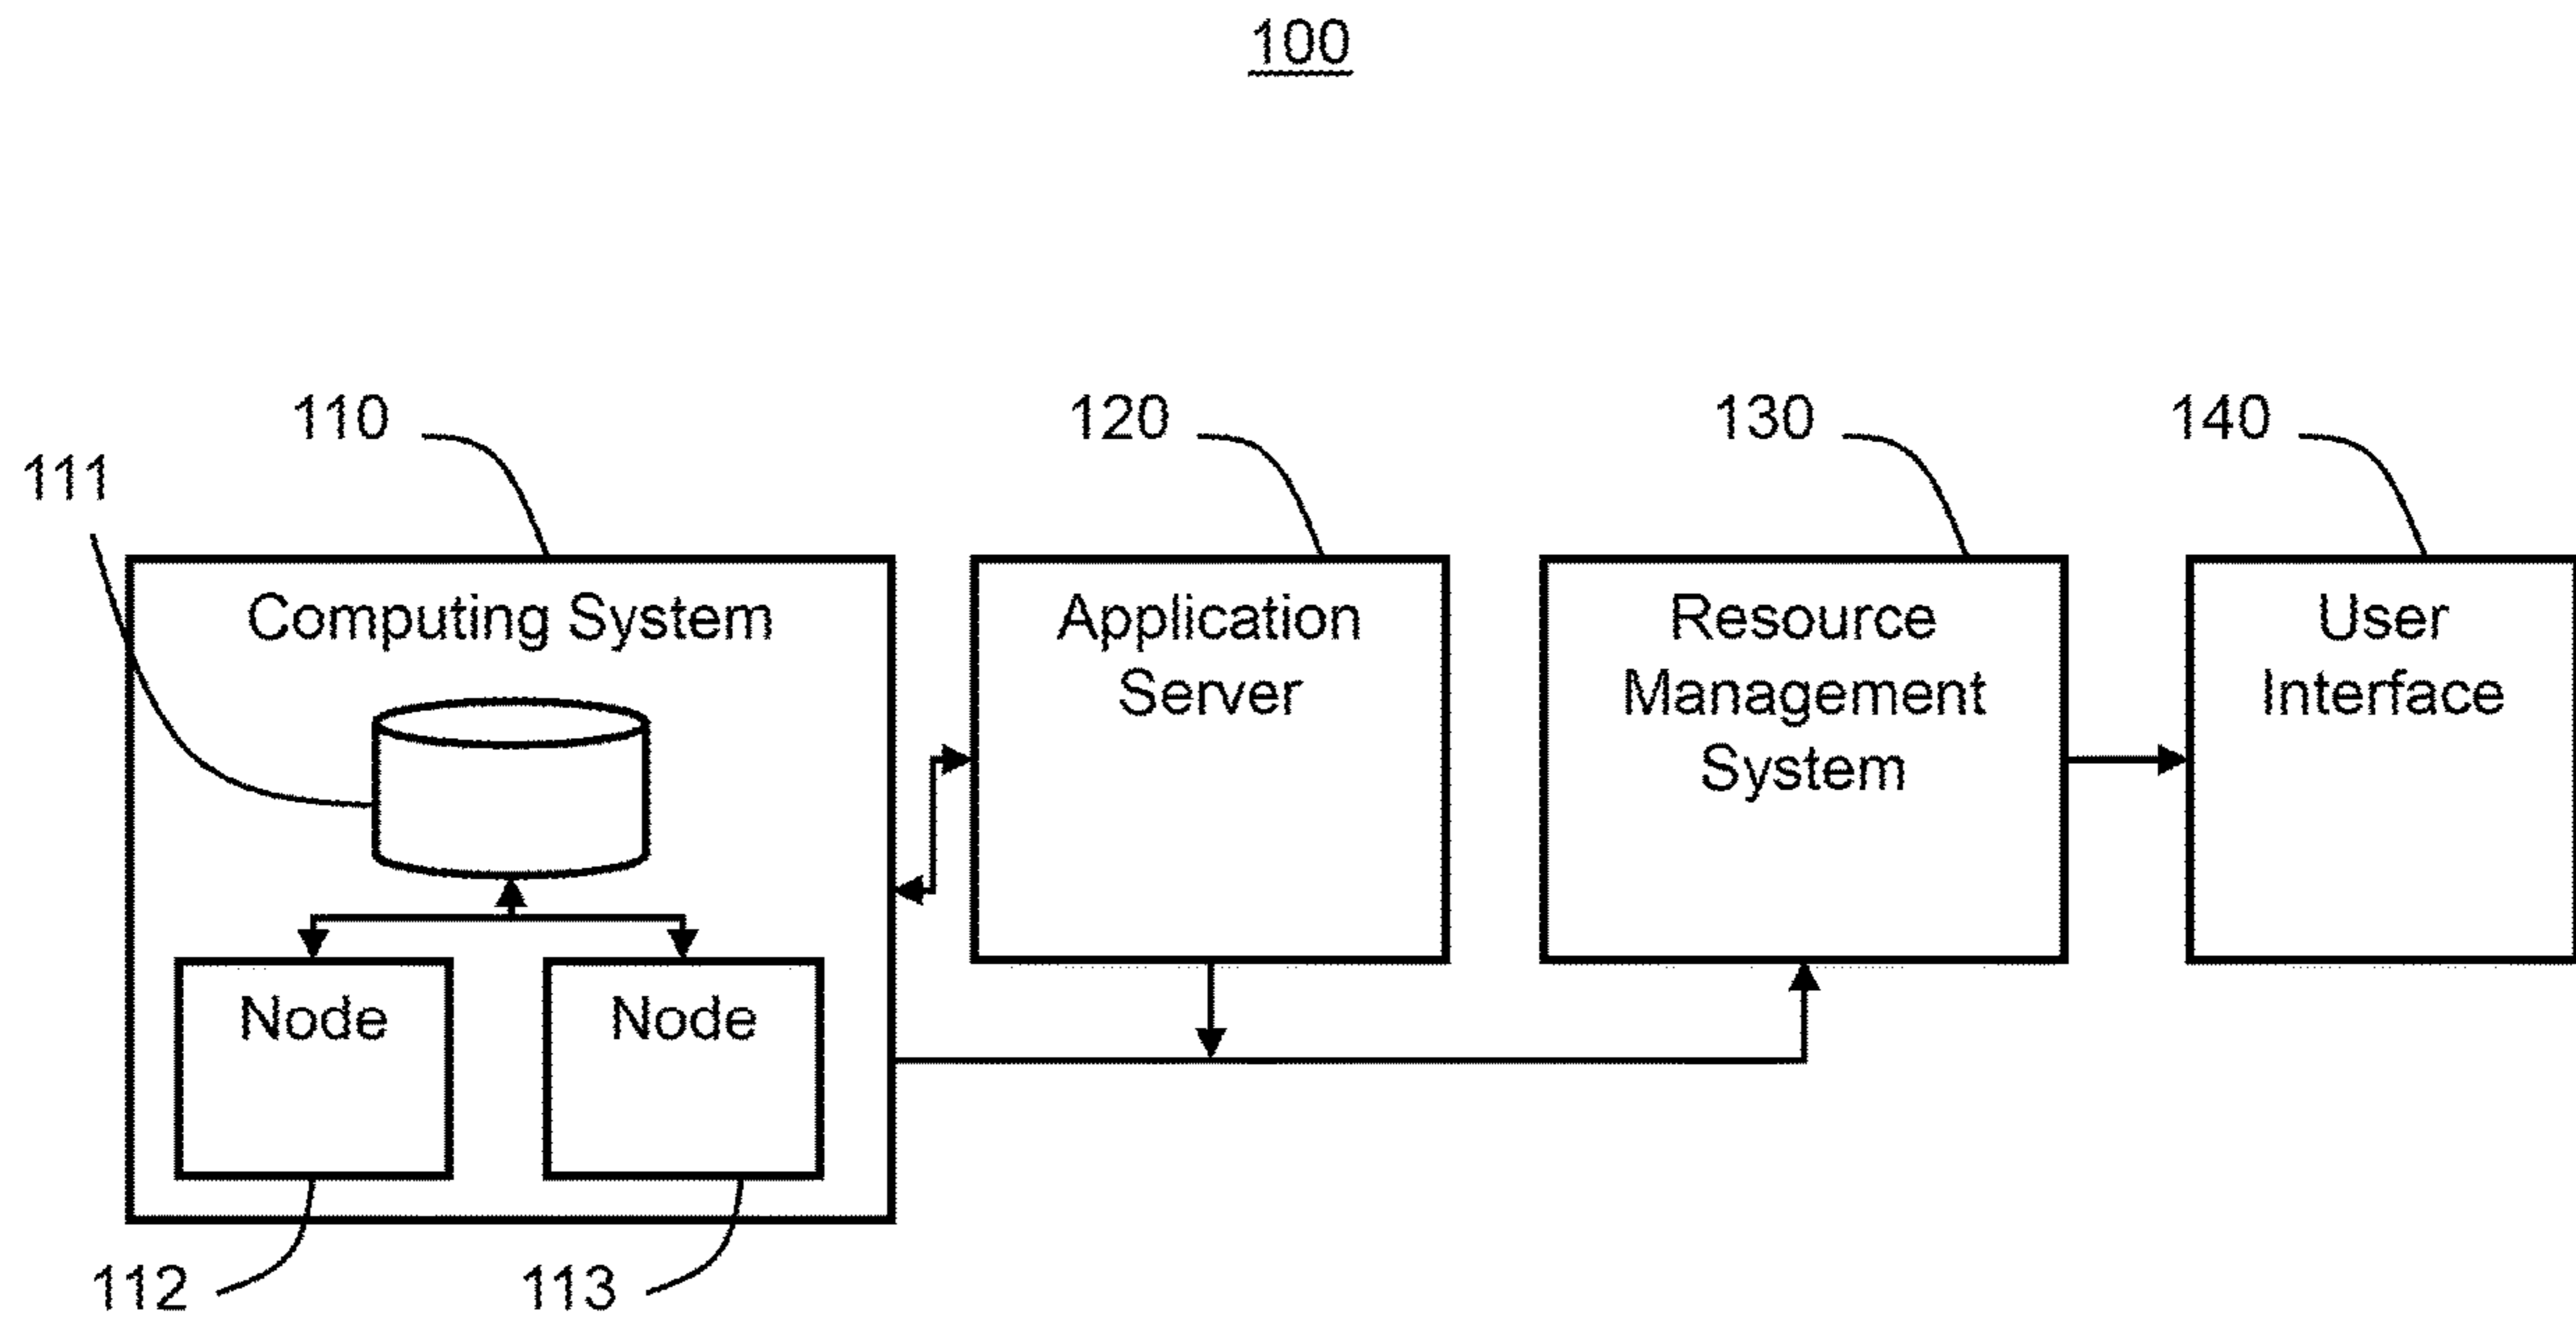 100
110
120
130
140
111
Computing System
Application
Server
Resource
Management
System
User
Interface
Node
Node
112
113